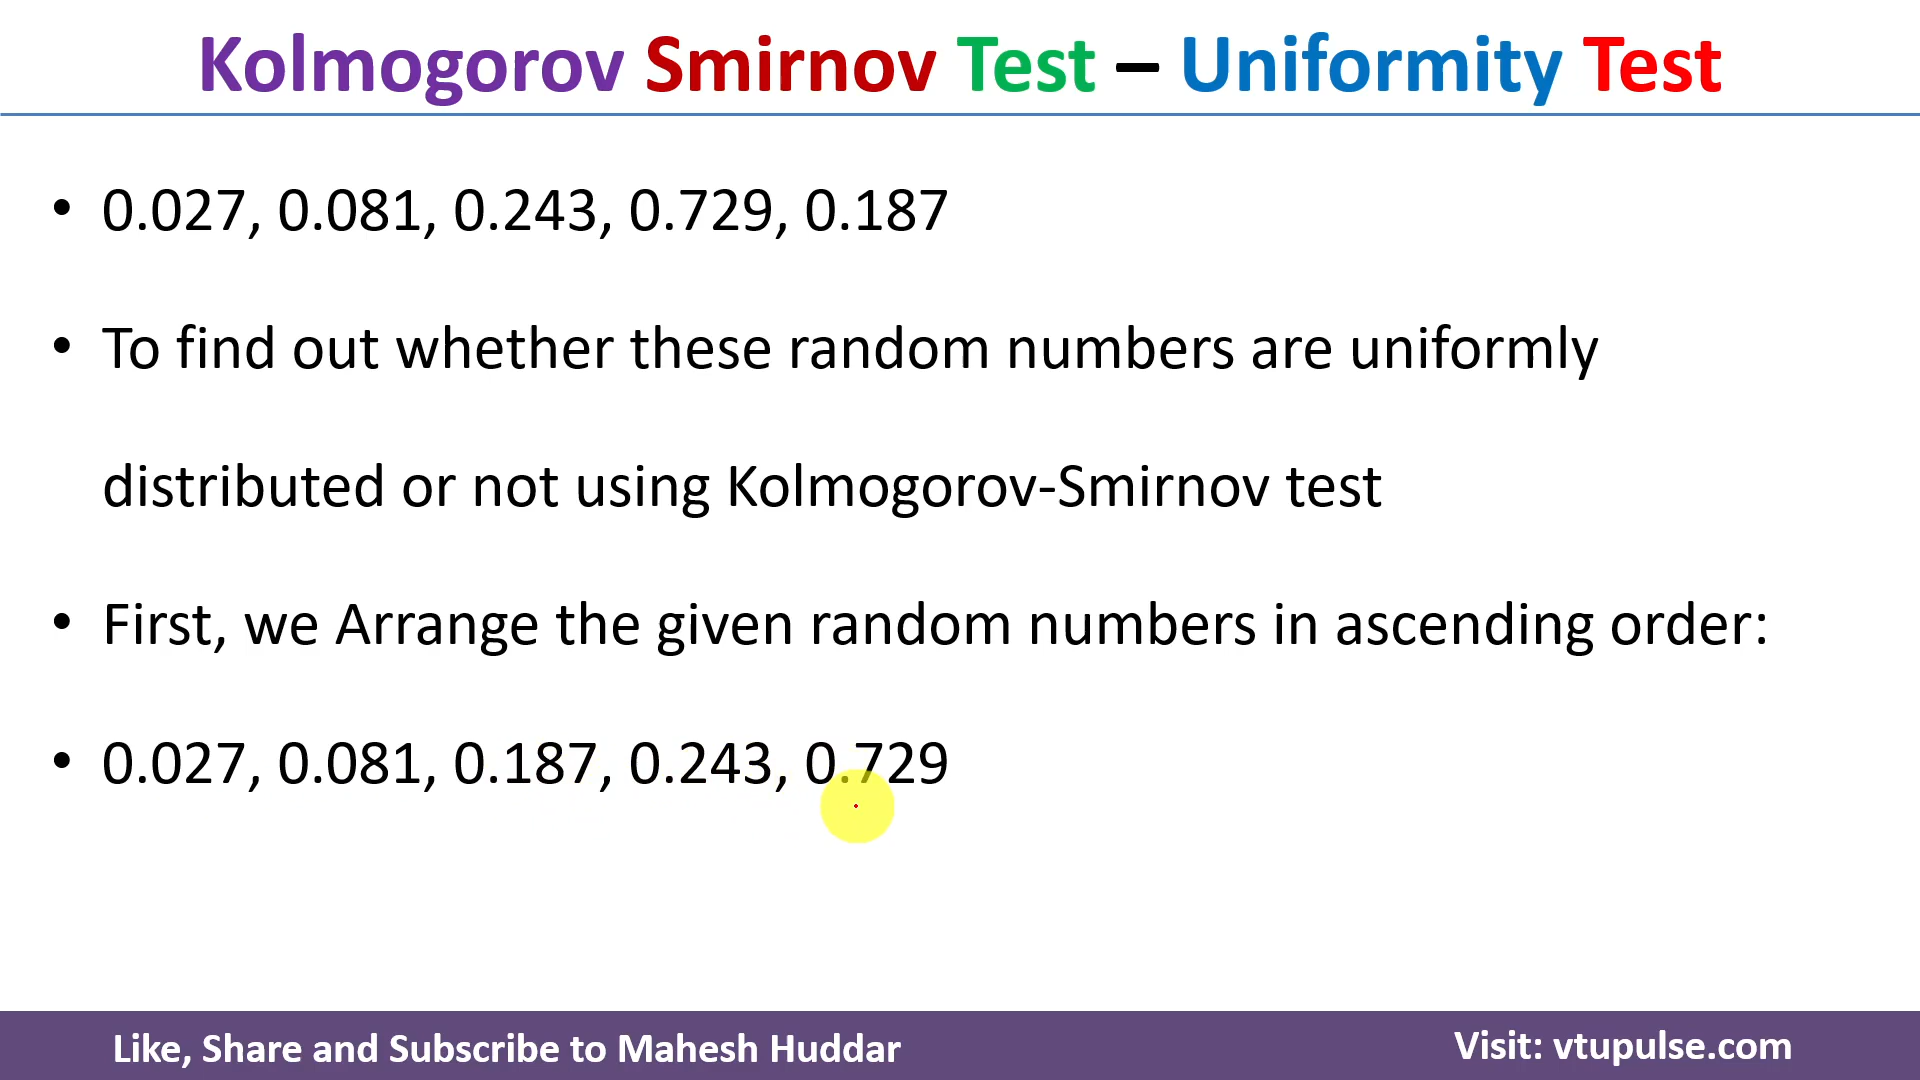 Kolmogorov Smirnov Test – Uniformity Test
• 0.027, 0.081, 0.243, 0.729, 0.187
• To find out whether these random numbers are uniformly
distributed or not using Kolmogorov-Smirnov test
• First, we Arrange the given random numbers in ascending order:
• 0.027, 0.081, 0.187, 0.243, 0.729
Like, Share and Subscribe to Mahesh Huddar
Visit: vtupulse.com